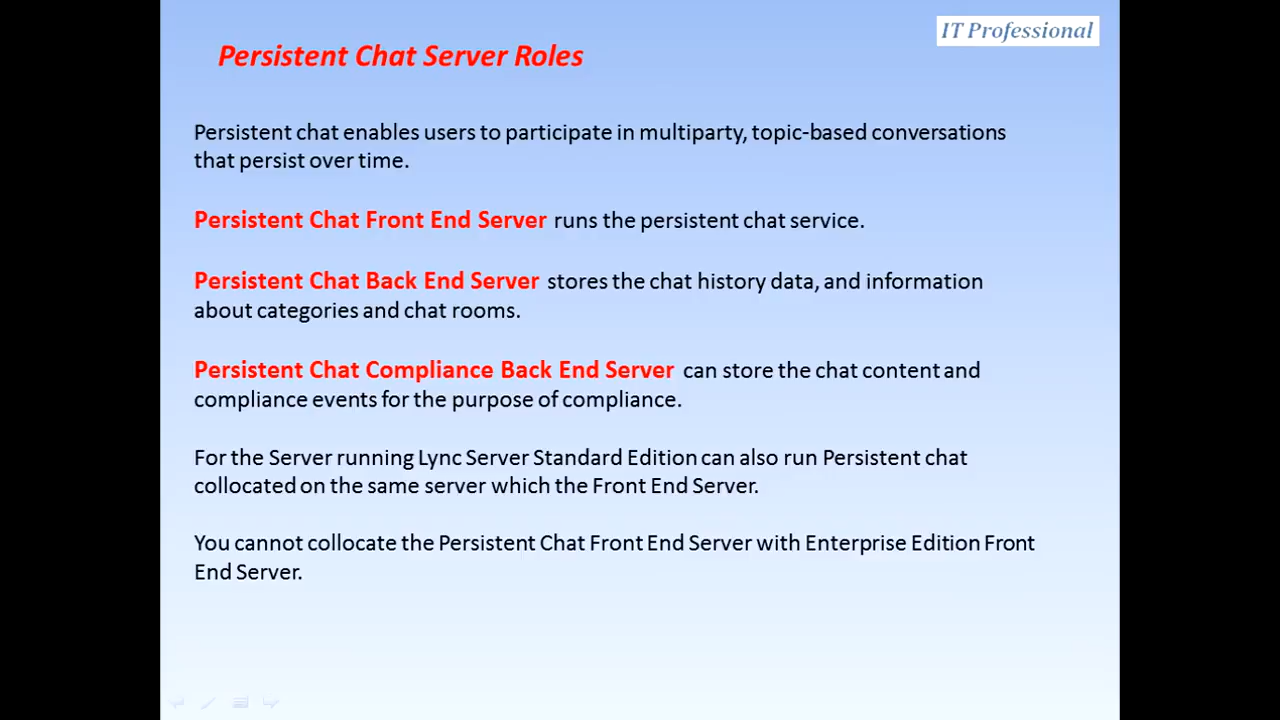 IT Professional
Persistent Chat Server Roles
Persistent chat enables users to participate in multiparty, topic-based conversations
that persist over time.
Persistent Chat Front End Server runs the persistent chat service.
Persistent Chat Back End Server stores the chat history data, and information
about categories and chat rooms.
Persistent Chat Compliance Back End Server can store the chat content and
compliance events for the purpose of compliance.
For the Server running Lync Server Standard Edition can also run Persistent chat
collocated on the same server which the Front End Server.
You cannot collocate the Persistent Chat Front End Server with Enterprise Edition Front
End Server.